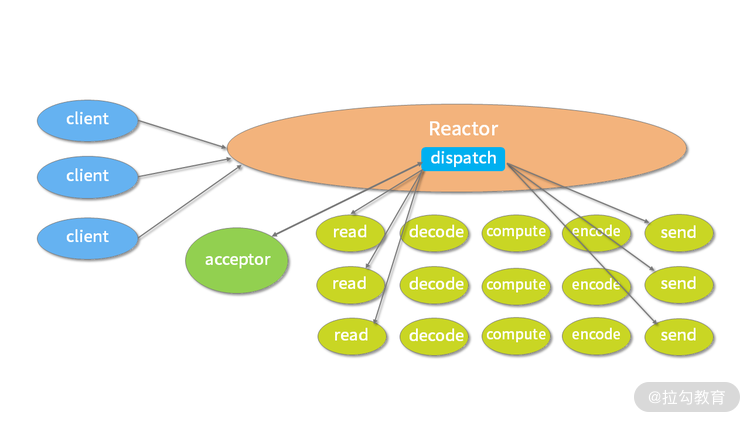 client
client
client
Reactor
dispatch
acceptor
read
decode
compute
encode
send
read
decode
compute
encode
send
read
decode
compute
encode
send
@拉勾教育